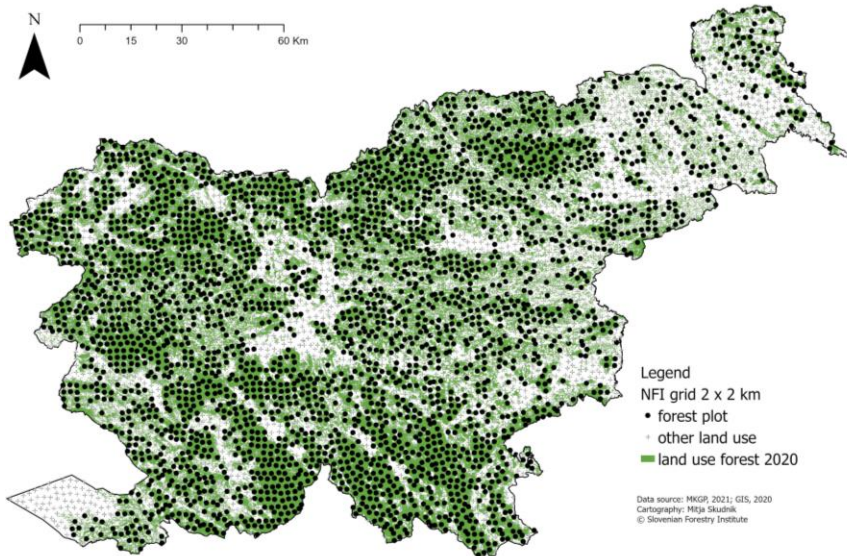 N
0 15 30 60 Km
Legend
NFI grid 2 x 2 km
forest plot
other land use
land use forest 2020
Data source: MKGP, 2021; GIS, 2020
Cartography: Mitja Skudnik
© Slovenian Forestry Institute